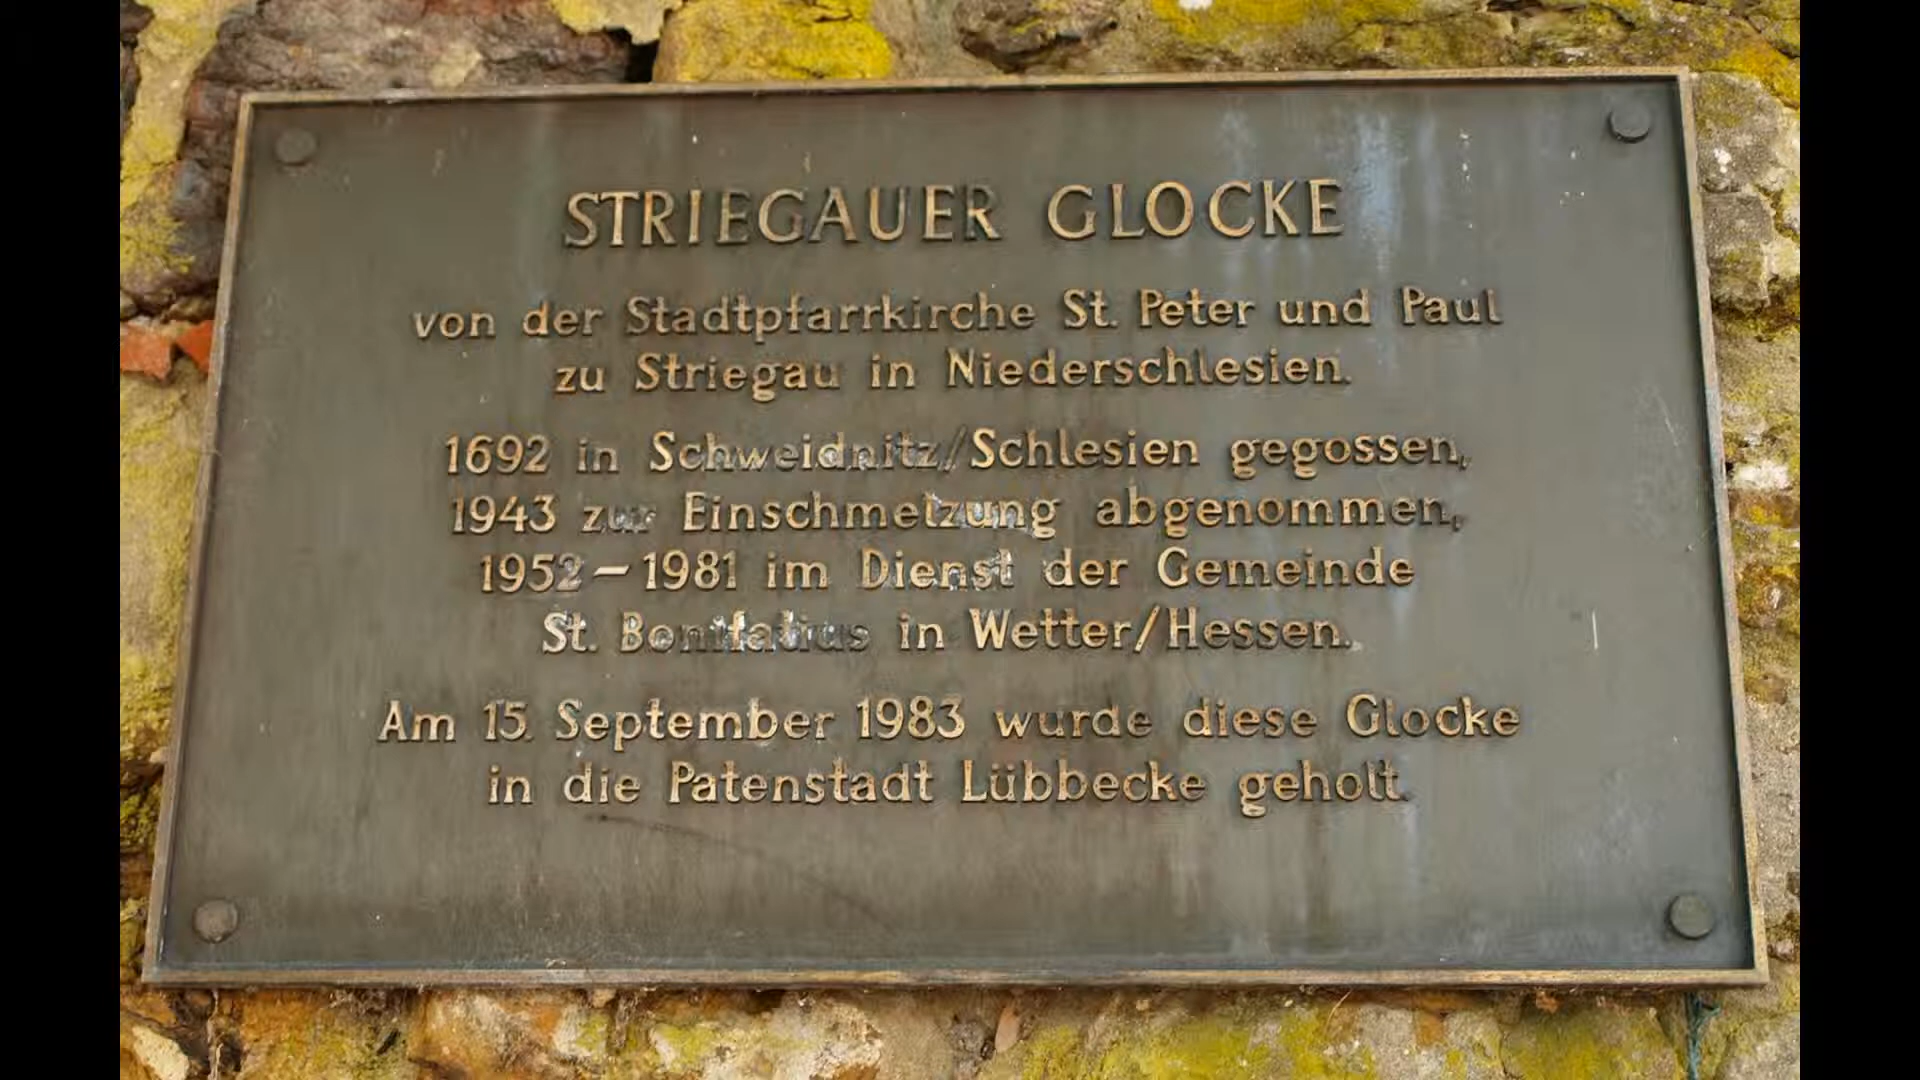 STRIEGAUER GLOCKE
von der Stadtpfarrkirche St. Peter und Paul
zu Striegau in Niederschlesien.
1692 in Schweidnitz/Schlesien gegossen,
1943 zur Einschmelzung abgenommen,
1952-1981 im Dienst der Gemeinde
St. Bonifatius in Wetter/Hessen.
Am 15. September 1983 wurde diese Glocke
in die Patenstadt Lübbecke geholt.